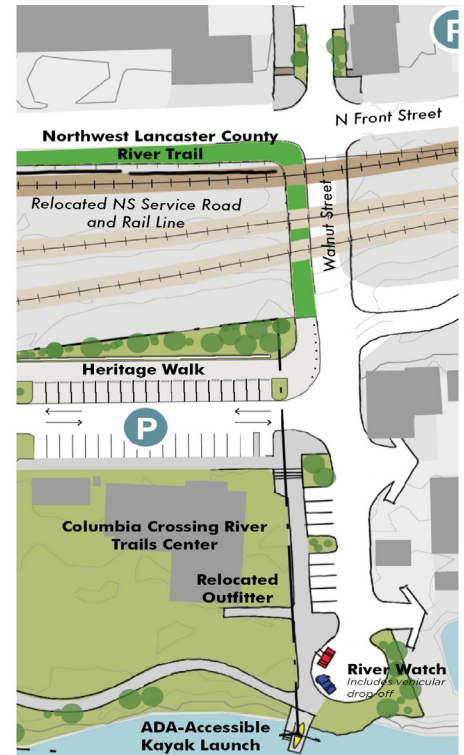 P
N Front Street
Northwest Lancaster County
River Trail
Relocated NS Service Road
and Rail Line
Walnut Street
Heritage Walk
P
Columbia Crossing River
Trails Center
Relocated
Outfitter
River Watch
Includes vehicular
drop-off
ADA-Accessible
Kayak Launch